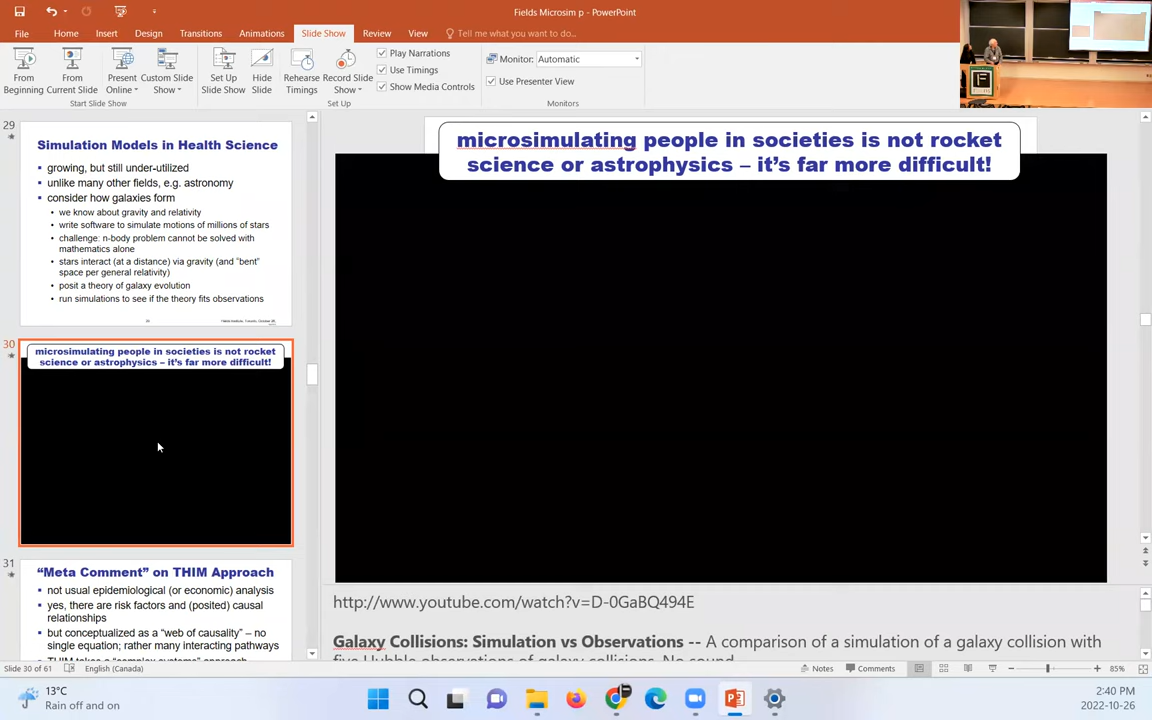 Fields Microsim p - PowerPoint
File Home Insert Design Transitions Animations Slide Show Review View Tell me what you want to do...
From Beginning
From Current Slide
Present Online
Custom Slide Show
Start Slide Show
Set Up Slide Show
Hide Slide
Rehearse Timings
Record Slide Show
Play Narrations
Use Timings
Show Media Controls
Set Up
Monitor: Automatic
Use Presenter View
Monitors
29
Simulation Models in Health Science
growing, but still under-utilized
unlike many other fields, e.g. astronomy
consider how galaxies form
we know about gravity and relativity
write software to simulate motions of millions of stars
challenge: n-body problem cannot be solved with
mathematics alone
stars interact (at a distance) via gravity (and "bent"
space per general relativity)
posit a theory of galaxy evolution
run simulations to see if the theory fits observations
30
microsimulating people in societies is not rocket
science or astrophysics – it's far more difficult!
31
"Meta Comment" on THIM Approach
not usual epidemiological (or economic) analysis
yes, there are risk factors and (posited) causal
relationships
but conceptualized as a "web of causality" – no
single equation; rather many interacting pathways
microsimulating people in societies is not rocket
science or astrophysics – it's far more difficult!
http://www.youtube.com/watch?v=D-0GaBQ494E
Galaxy Collisions: Simulation vs Observations -- A comparison of a simulation of a galaxy collision with
five Hubble observations of galaxy collisions. No sound
F
Slide 30 of 61 English (Canada) Notes Comments 85%
13°C
Rain off and on
2:40 PM
2022-10-26